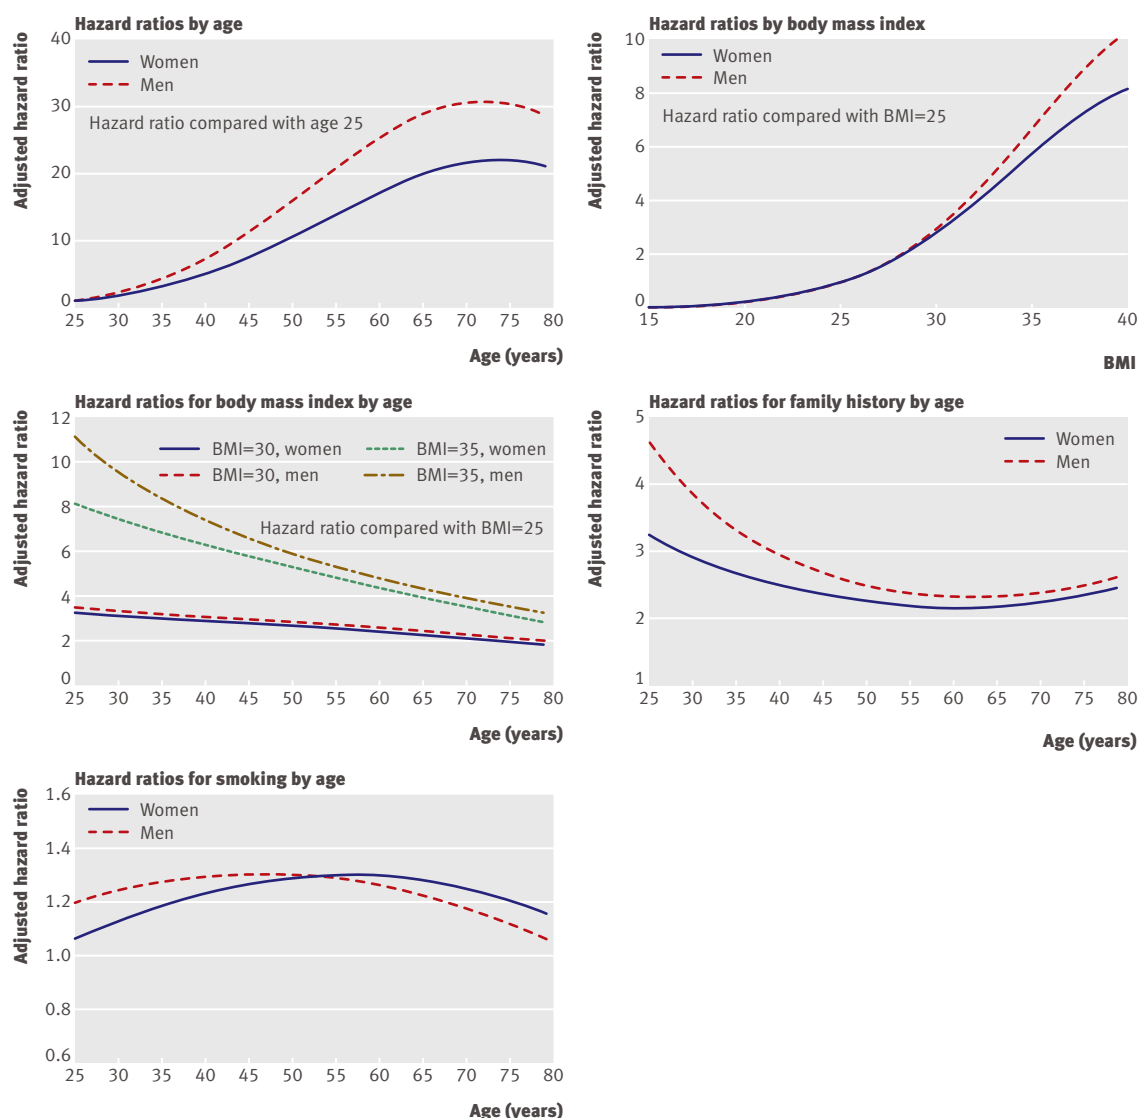 Hazard ratios by age
Adjusted hazard ratio
40
30
20
10
0
Women
Men
Hazard ratio compared with age 25
25 30 35 40 45 50 55 60 65 70 75 80
Age (years)
Hazard ratios by body mass index
Adjusted hazard ratio
10
8
6
4
2
0
Women
Men
Hazard ratio compared with BMI=25
15 20 25 30 35 40
BMI
Hazard ratios for body mass index by age
Adjusted hazard ratio
12
10
8
6
4
2
0
BMI=30, women BMI=35, women
BMI=30, men BMI=35, men
Hazard ratio compared with BMI=25
25 30 35 40 45 50 55 60 65 70 75 80
Age (years)
Hazard ratios for family history by age
Adjusted hazard ratio
5
4
3
2
1
Women
Men
25 30 35 40 45 50 55 60 65 70 75 80
Age (years)
Hazard ratios for smoking by age
Adjusted hazard ratio
1.6
1.4
1.2
1.0
0.8
0.6
Women
Men
25 30 35 40 45 50 55 60 65 70 75 80
Age (years)